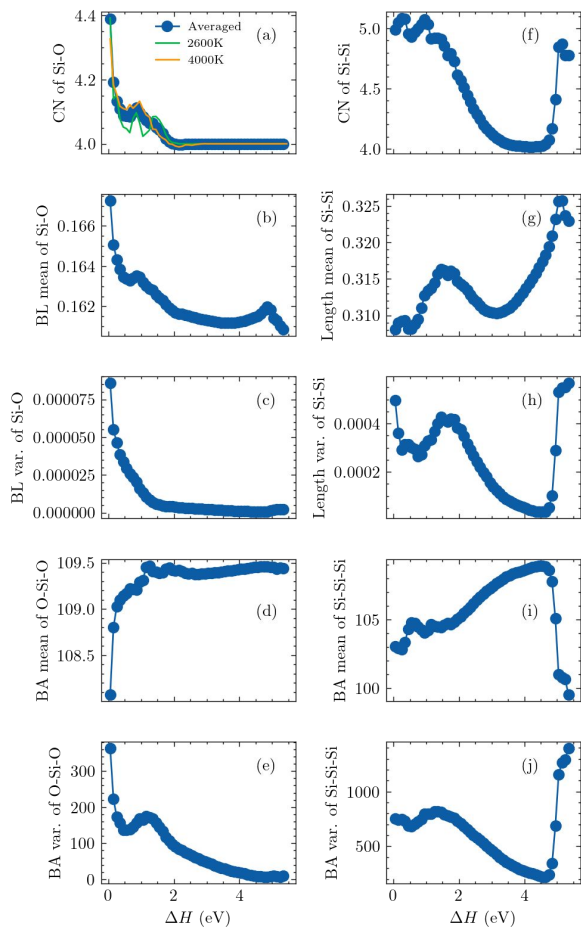 CN of Si-O
4.4
4.2
4.0
Averaged
2600K
4000K
(a)
CN of Si-Si
5.0
4.5
4.0
(f)
BL mean of Si-O
0.166
0.164
0.162
(b)
Length mean of Si-Si
0.325
0.320
0.315
0.310
(g)
BL var. of Si-O
0.000075
0.000050
0.000025
0.000000
(c)
Length var. of Si-Si
0.0004
0.0002
(h)
BA mean of O-Si-O
109.5
109.0
108.5
(d)
BA mean of Si-Si-Si
105
100
(i)
BA var. of O-Si-O
300
200
100
0
(e)
0 2 4
ΔH (eV)
BA var. of Si-Si-Si
1000
500
(j)
0 2 4
ΔH (eV)